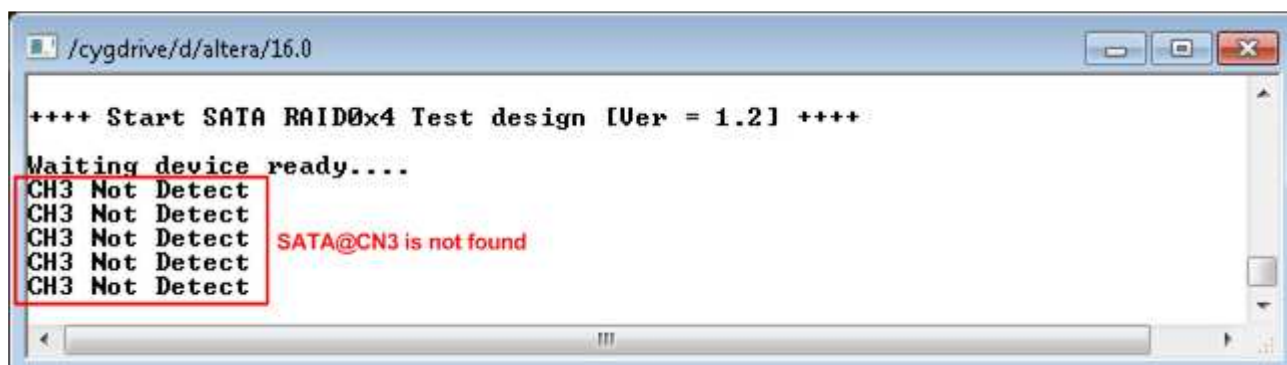 /cygdrive/d/altera/16.0
++++ Start SATA RAID0x4 Test design [Ver = 1.2] ++++
Waiting device ready....
CH3 Not Detect
CH3 Not Detect
CH3 Not Detect SATA@CN3 is not found
CH3 Not Detect
CH3 Not Detect